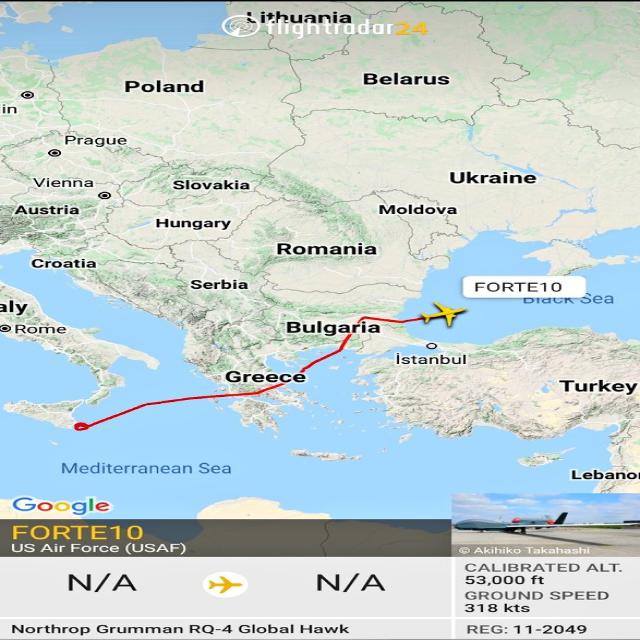 Lithuania
flightradar24
Poland
Belarus
in
Prague
Vienna
Slovakia
Ukraine
Austria
Hungary
Moldova
Romania
Croatia
Serbia
FORTE10
Black Sea
aly
Rome
Bulgaria
İstanbul
Greece
Turkey
Mediterranean Sea
Lebanon
Google
FORTE10
US Air Force (USAF)
© Akihiko Takahashi
N/A
N/A
CALIBRATED ALT.
53,000 ft
GROUND SPEED
318 kts
Northrop Grumman RQ-4 Global Hawk
REG: 11-2049